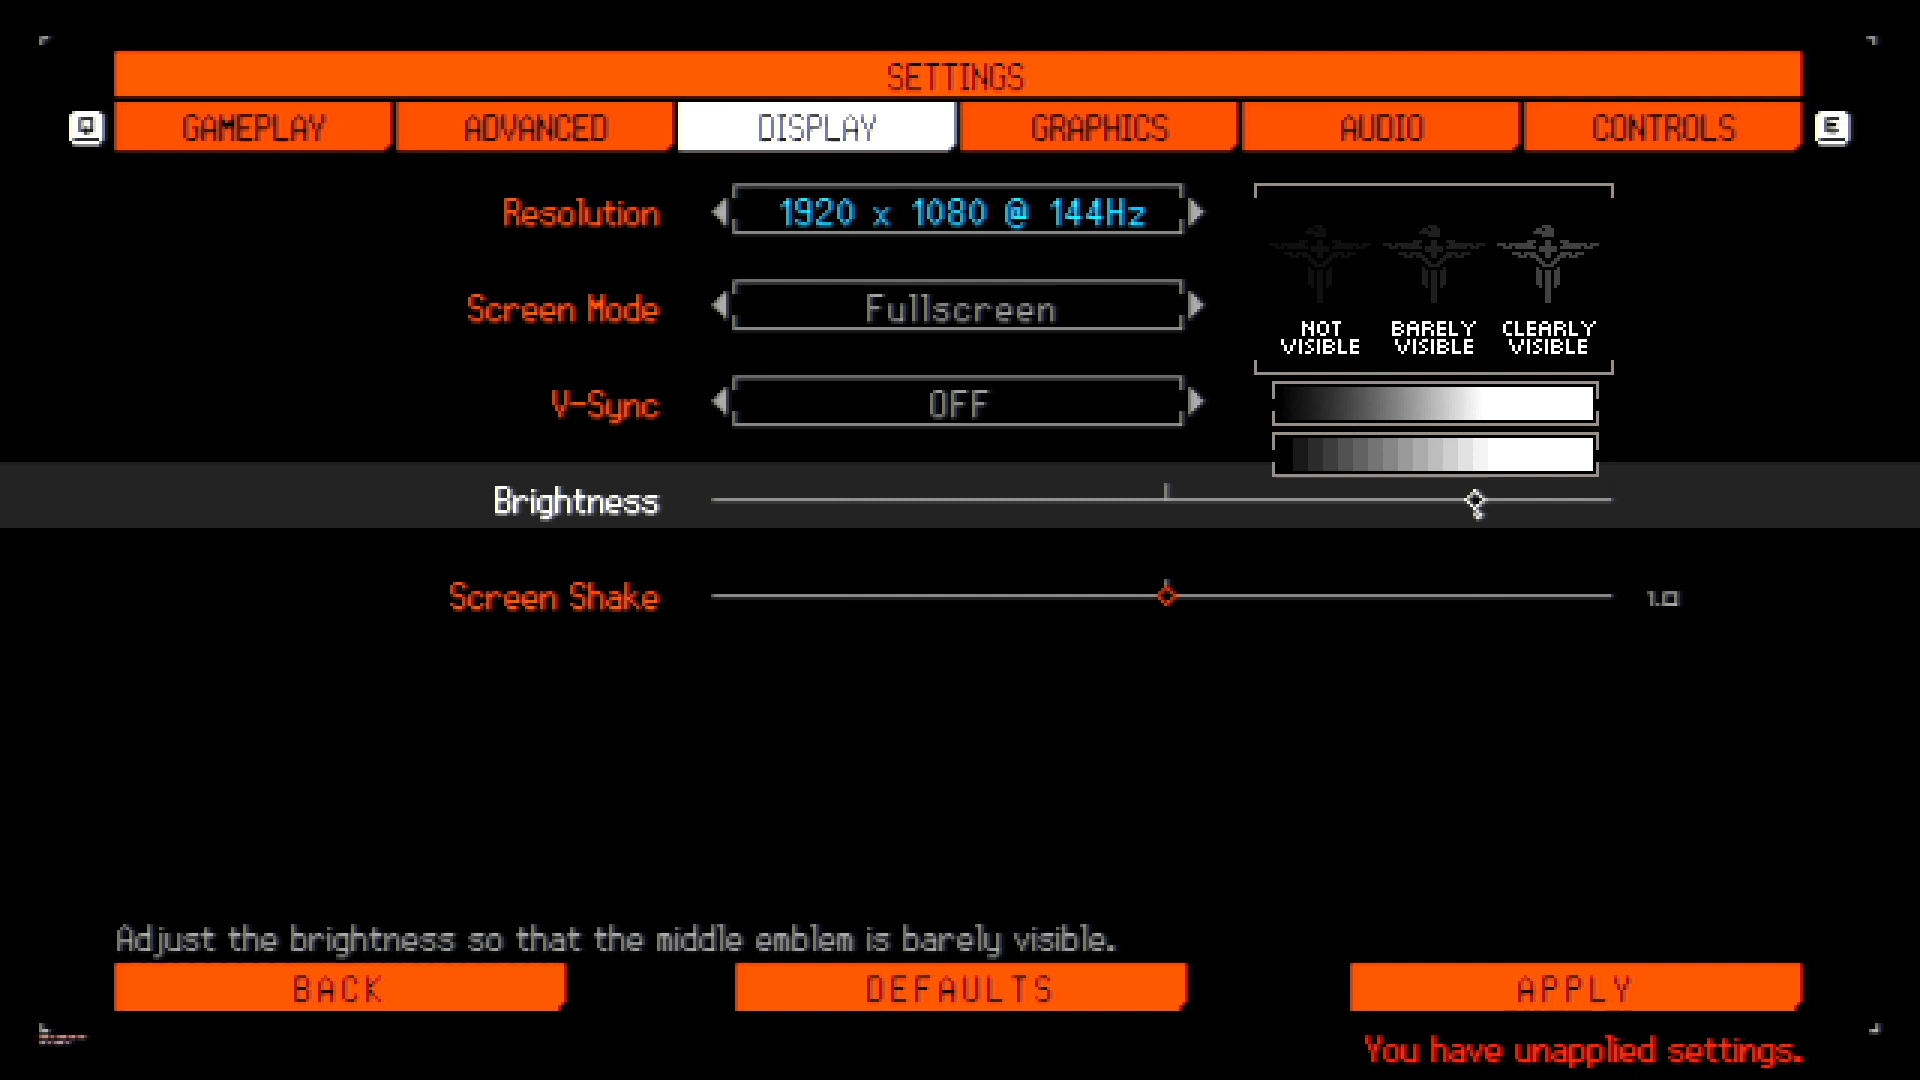 SETTINGS
Q GAMEPLAY ADVANCED DISPLAY GRAPHICS AUDIO CONTROLS E
Resolution 1920 x 1080 @ 144Hz
Screen Mode Fullscreen
NOT VISIBLE BARELY VISIBLE CLEARLY VISIBLE
V-Sync OFF
Brightness
Screen Shake 1.0
Adjust the brightness so that the middle emblem is barely visible.
BACK DEFAULTS APPLY
You have unapplied settings.